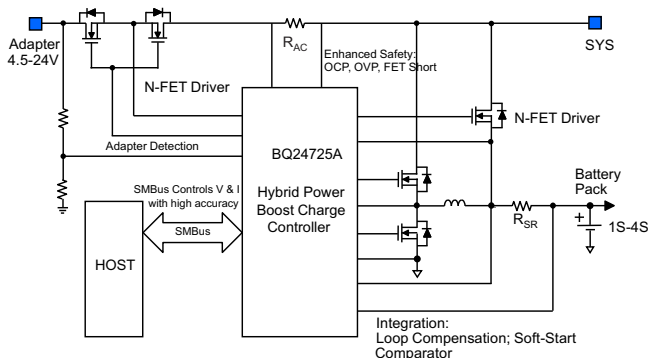 Adapter
4.5-24V
R_AC
SYS
Enhanced Safety:
OCP, OVP, FET Short
N-FET Driver
N-FET Driver
Adapter Detection
BQ24725A
Hybrid Power
Boost Charge
Controller
SMBus Controls V & I
with high accuracy
SMBus
HOST
Battery
Pack
R_SR
+
1S-4S
Integration:
Loop Compensation; Soft-Start
Comparator